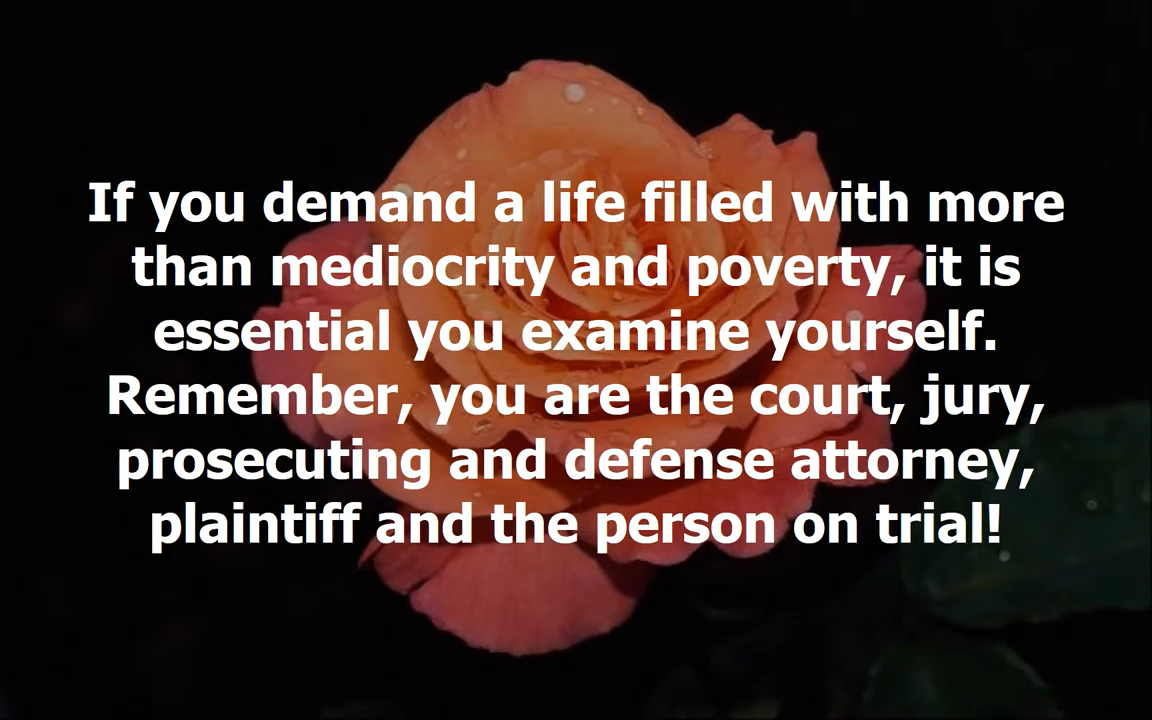 If you demand a life filled with more
than mediocrity and poverty, it is
essential you examine yourself.
Remember, you are the court, jury,
prosecuting and defense attorney,
plaintiff and the person on trial!